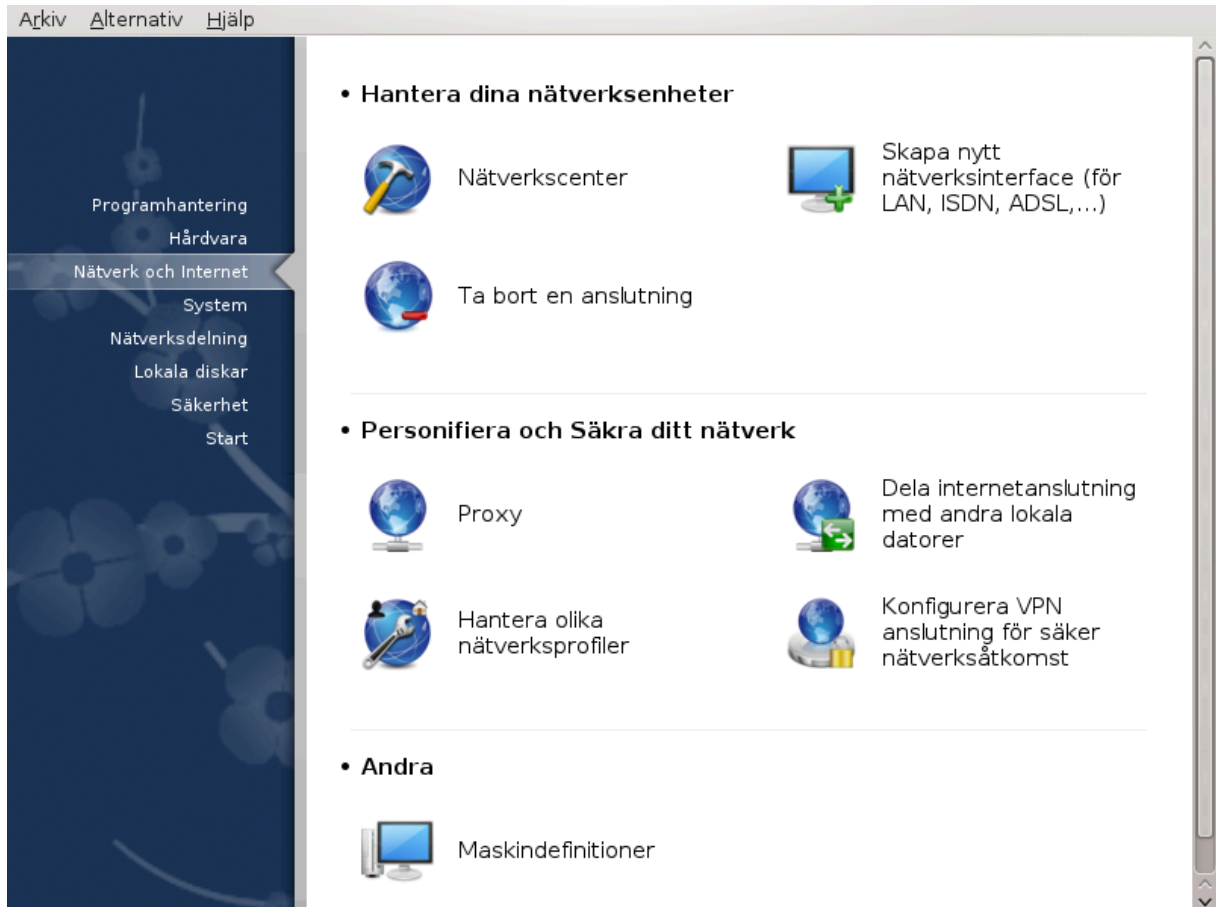 Arkiv Alternativ Hjälp
Programhantering
Hårdvara
Nätverk och Internet
System
Nätverksdelning
Lokala diskar
Säkerhet
Start
• Hantera dina nätverksenheter
Nätverkscenter
Skapa nytt
nätverksinterface (för
LAN, ISDN, ADSL,...)
Ta bort en anslutning
• Personifiera och Säkra ditt nätverk
Proxy
Dela internetanslutning
med andra lokala
datorer
Hantera olika
nätverksprofiler
Konfigurera VPN
anslutning för säker
nätverksåtkomst
• Andra
Maskindefinitioner